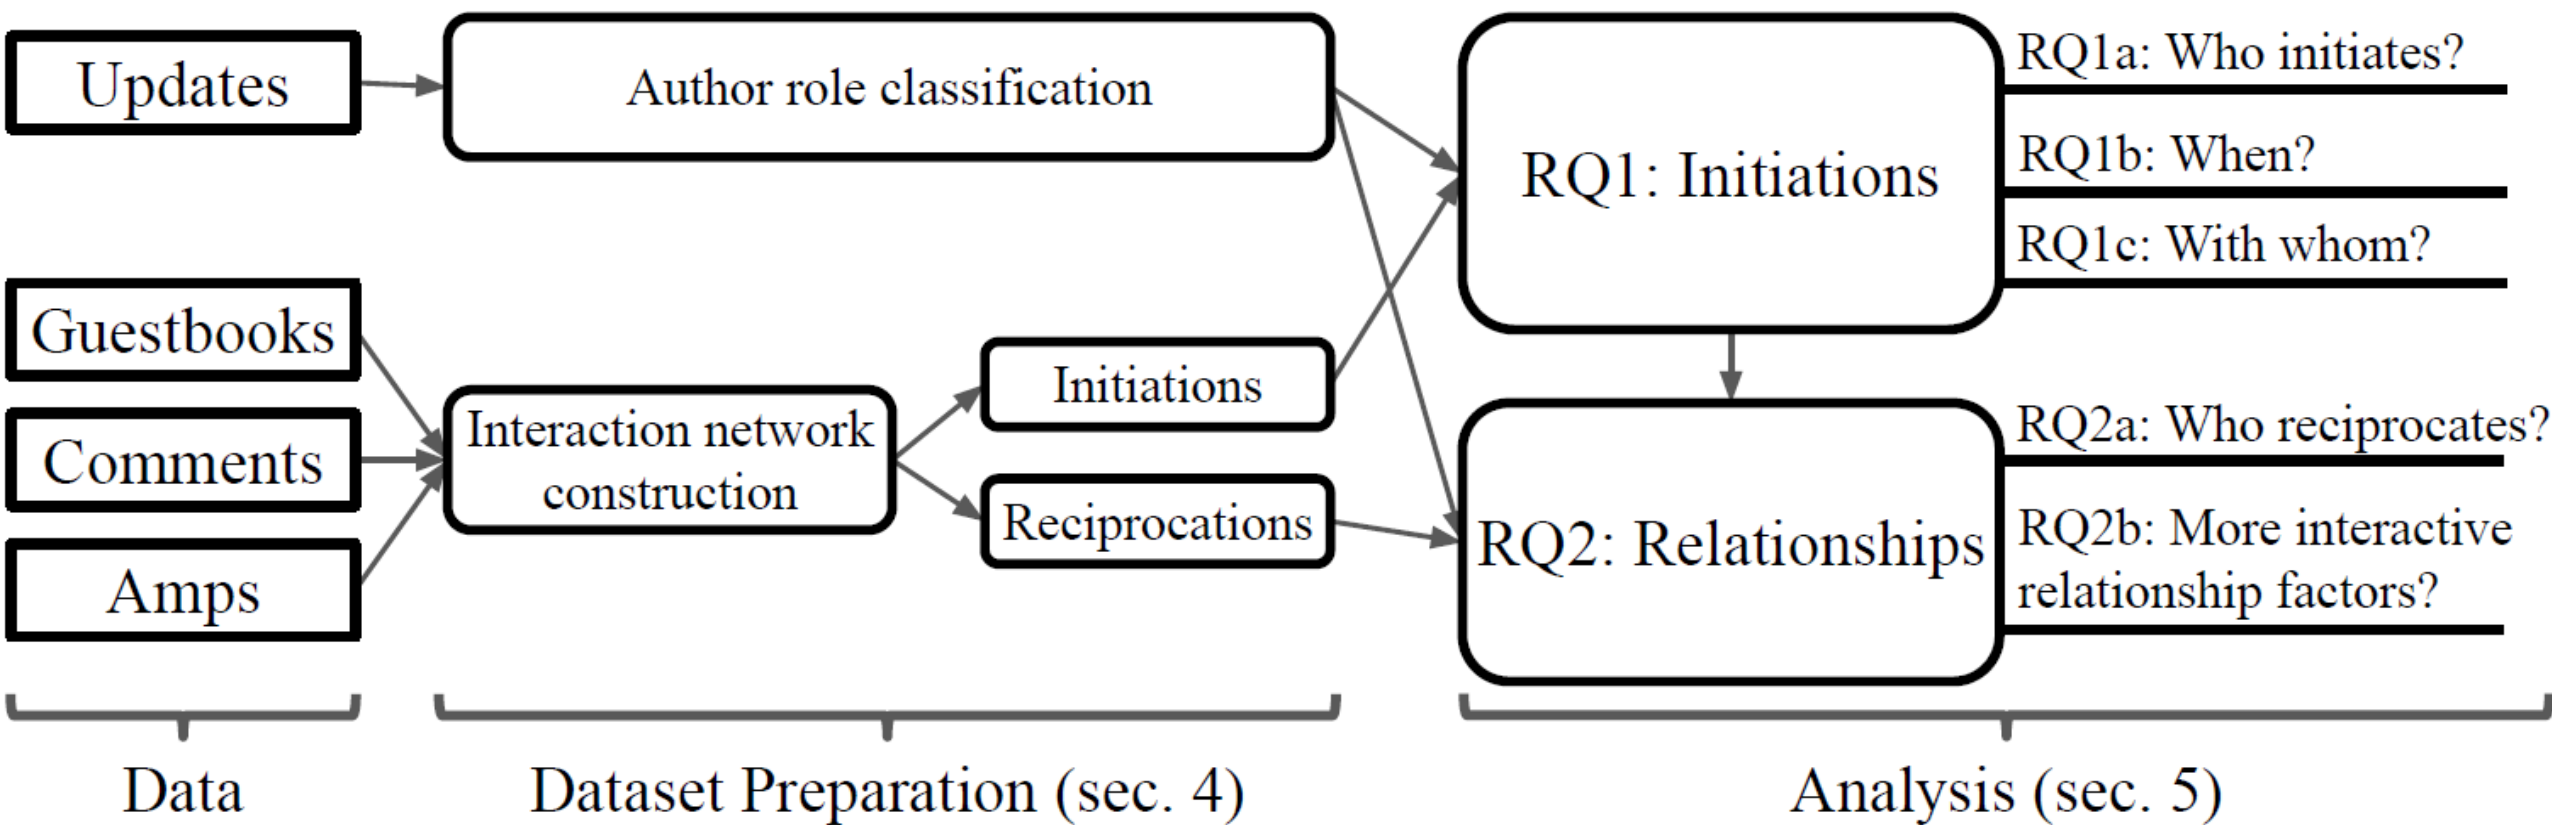 Updates
Guestbooks
Comments
Amps
Author role classification
Interaction network
construction
Initiations
Reciprocations
RQ1: Initiations
RQ1a: Who initiates?
RQ1b: When?
RQ1c: With whom?
RQ2: Relationships
RQ2a: Who reciprocates?
RQ2b: More interactive
relationship factors?
Data
Dataset Preparation (sec. 4)
Analysis (sec. 5)